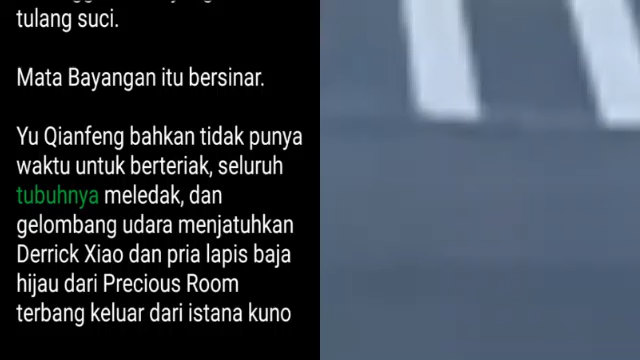 tulang suci.
Mata Bayangan itu bersinar.
Yu Qianfeng bahkan tidak punya
waktu untuk berteriak, seluruh
tubuhnya meledak, dan
gelombang udara menjatuhkan
Derrick Xiao dan pria lapis baja
hijau dari Precious Room
terbang keluar dari istana kuno